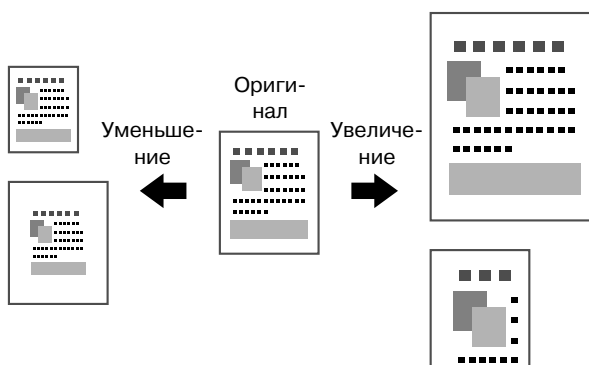 Ориги-
нал
Уменьше-
ние
Увеличе-
ние